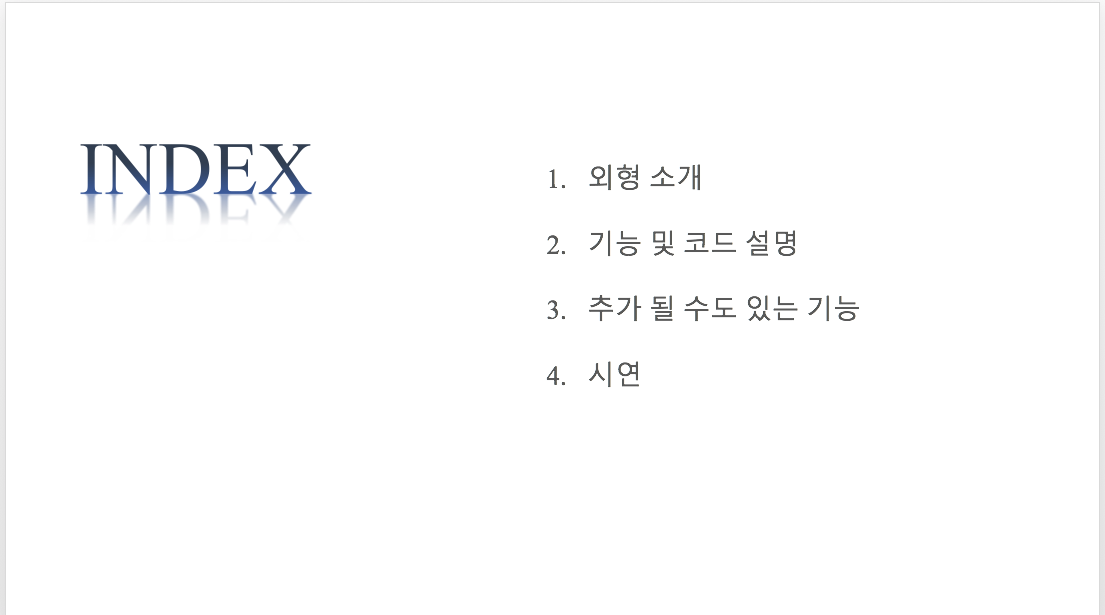 INDEX
1. 외형 소개
2. 기능 및 코드 설명
3. 추가 될 수도 있는 기능
4. 시연